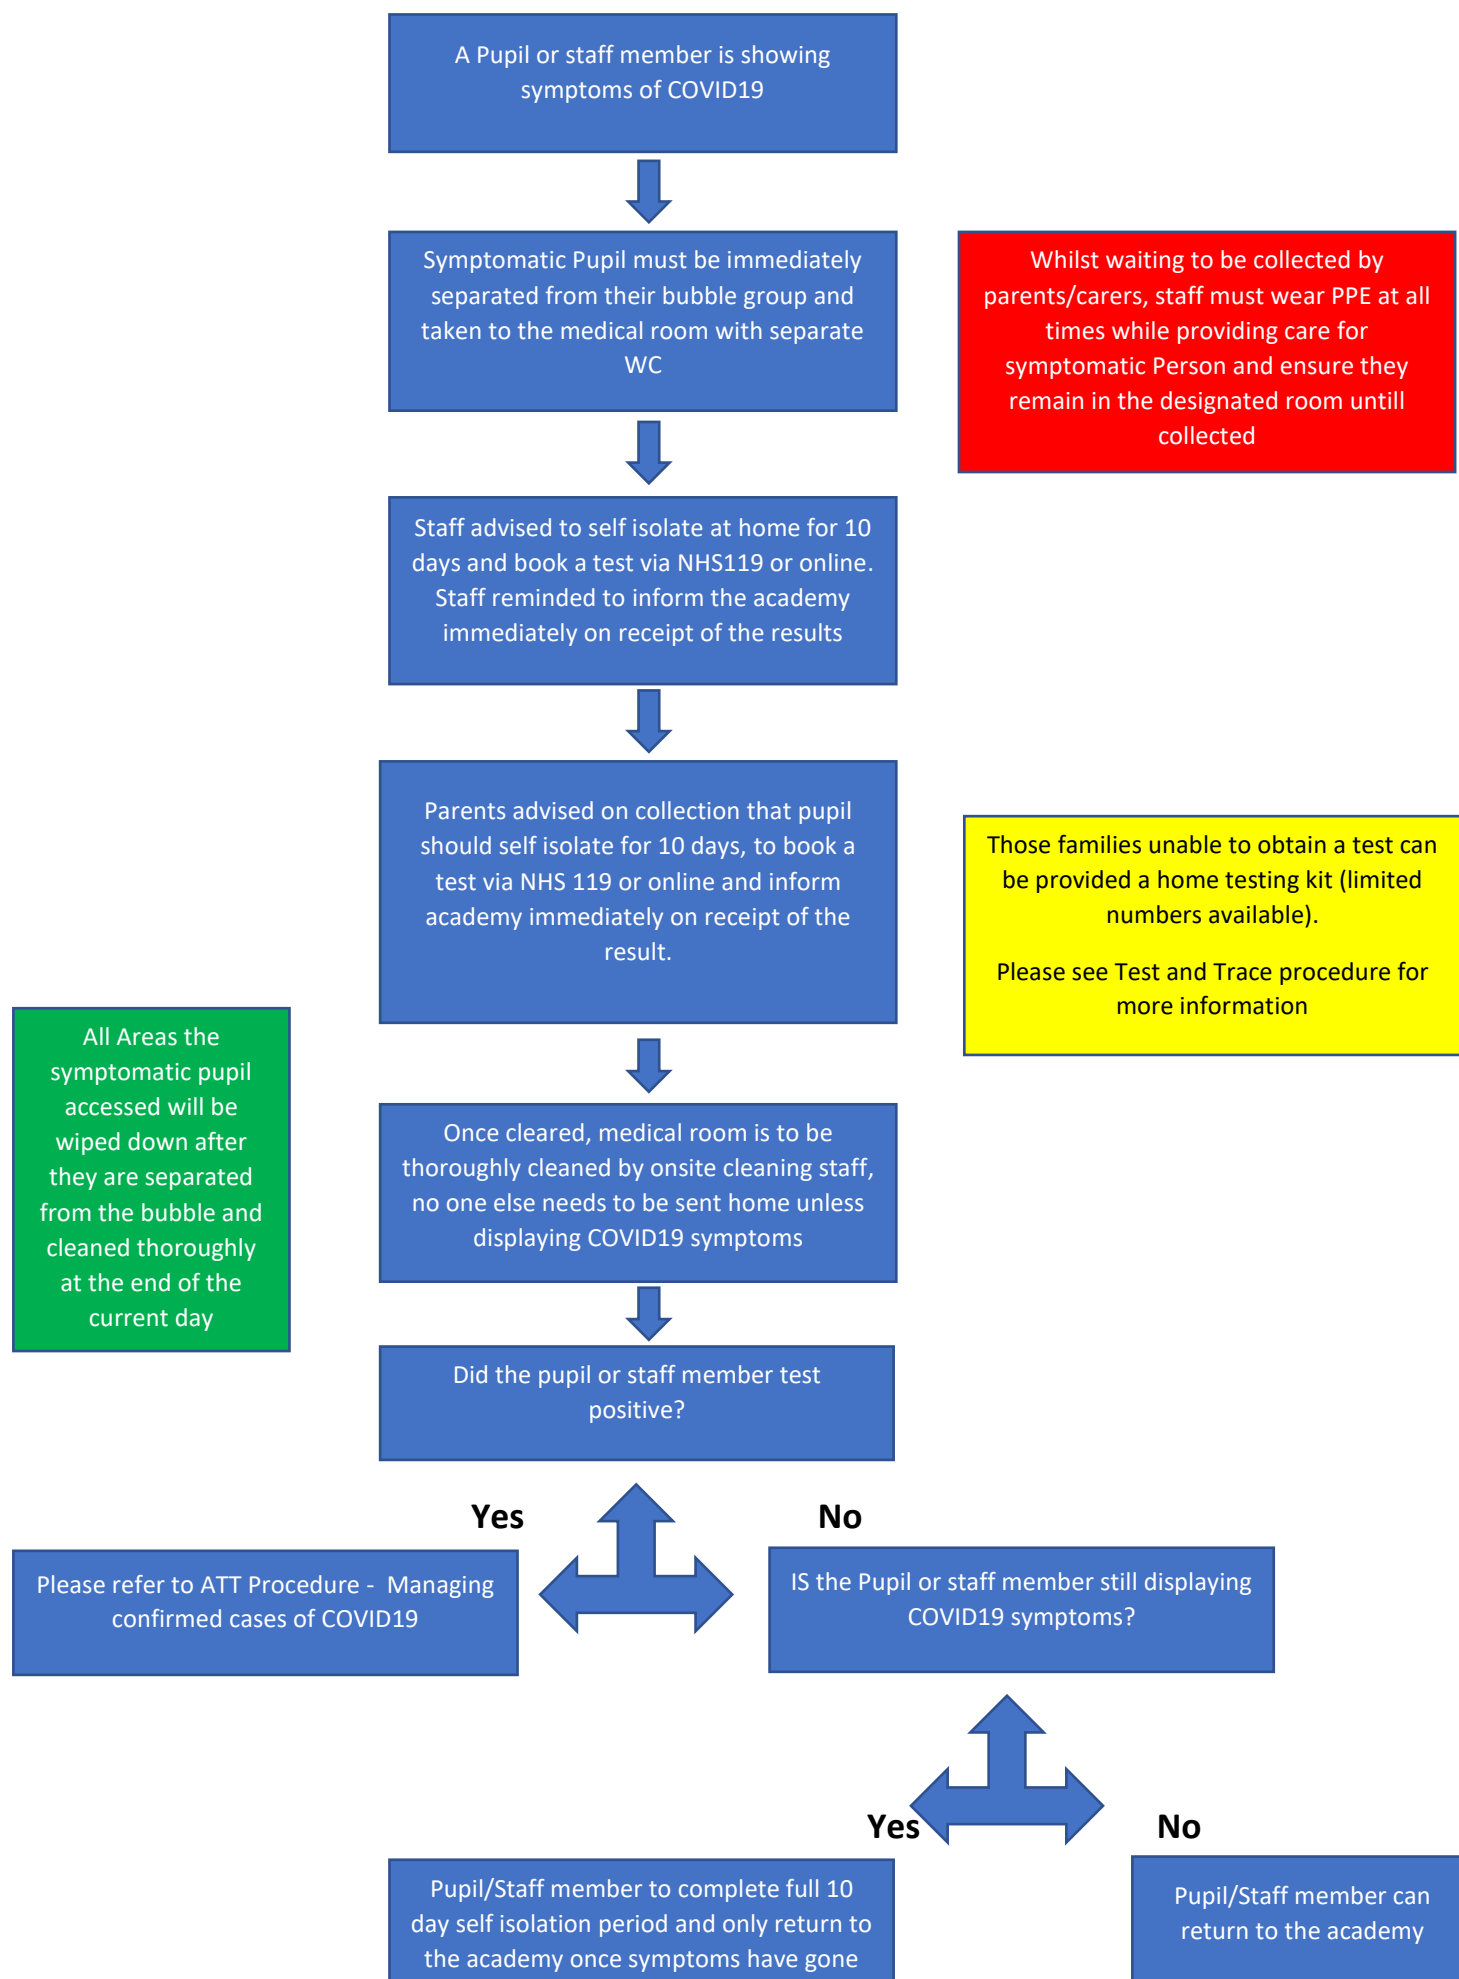 A Pupil or staff member is showing
symptoms of COVID19
Symptomatic Pupil must be immediately
separated from their bubble group and
taken to the medical room with separate
WC
Whilst waiting to be collected by
parents/carers, staff must wear PPE at all
times while providing care for
symptomatic Person and ensure they
remain in the designated room untill
collected
Staff advised to self isolate at home for 10
days and book a test via NHS119 or online.
Staff reminded to inform the academy
immediately on receipt of the results
Parents advised on collection that pupil
should self isolate for 10 days, to book a
test via NHS 119 or online and inform
academy immediately on receipt of the
result.
Those families unable to obtain a test can
be provided a home testing kit (limited
numbers available).
Please see Test and Trace procedure for
more information
All Areas the
symptomatic pupil
accessed will be
wiped down after
they are separated
from the bubble and
cleaned thoroughly
at the end of the
current day
Once cleared, medical room is to be
thoroughly cleaned by onsite cleaning staff,
no one else needs to be sent home unless
displaying COVID19 symptoms
Did the pupil or staff member test
positive?
Yes
No
Please refer to ATT Procedure -  Managing
confirmed cases of COVID19
IS the Pupil or staff member still displaying
COVID19 symptoms?
Yes
No
Pupil/Staff member to complete full 10
day self isolation period and only return to
the academy once symptoms have gone
Pupil/Staff member can
return to the academy